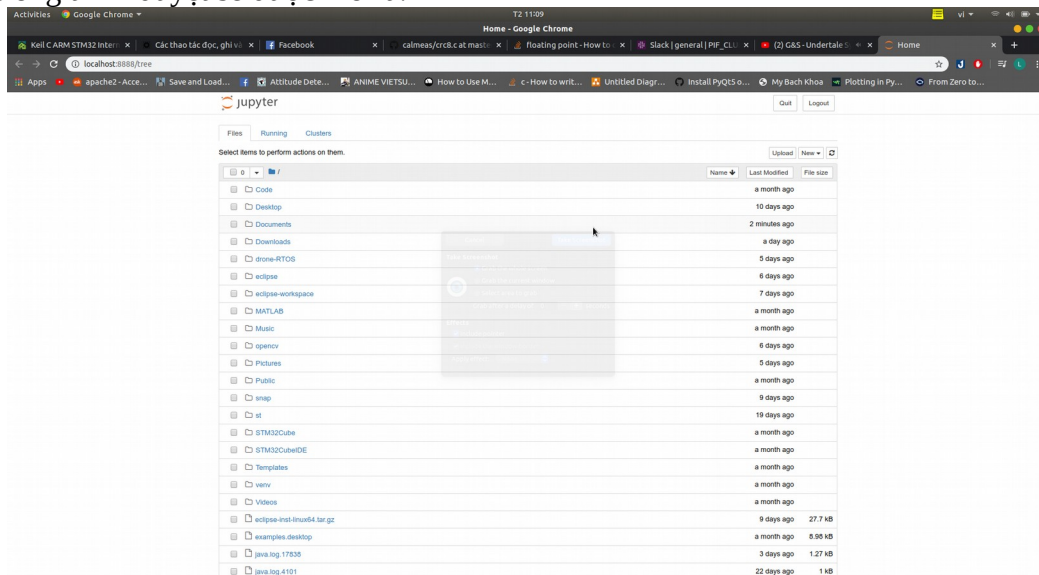 Activities Google Chrome T2 11:09 vi
Home - Google Chrome
Keil C ARM STM32 Intern Các thao tác đọc, ghi và Facebook calmeas/crc8.c at maste floating point - How to Slack | general | PIF_CLU (2) G&S - Undertale Home
localhost:8888/tree
Apps apache2 - Acce... Save and Load... Attitude Dete... ANIME VIETSU... How to Use M... c - How to writ... Untitled Diagr... Install PyQt5 o... My Bach Khoa Plotting in Py... From Zero to...
jupyter Quit Logout
Files Running Clusters
Select items to perform actions on them. Upload New
0 / Name Last Modified File size
Code a month ago
Desktop 10 days ago
Documents 2 minutes ago
Downloads a day ago
drone-RTOS 5 days ago
eclipse 6 days ago
eclipse-workspace 7 days ago
MATLAB a month ago
Music a month ago
opencv 6 days ago
Pictures 5 days ago
Public a month ago
snap 9 days ago
st 19 days ago
STM32Cube a month ago
STM32CubeIDE a month ago
Templates a month ago
venv a month ago
Videos a month ago
eclipse-inst-linux64.tar.gz 9 days ago 27.7 kB
examples.desktop a month ago 8.98 kB
java.log.17838 3 days ago 1.27 kB
java.log.4101 22 days ago 1 kB